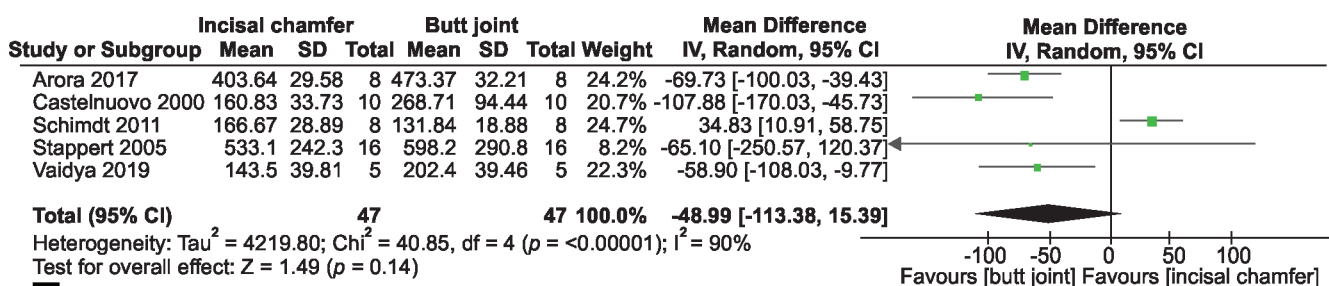 Incisal chamfer Butt joint Mean Difference Mean Difference
Study or Subgroup Mean SD Total Mean SD Total Weight IV, Random, 95% CI IV, Random, 95% CI
Arora 2017 403.64 29.58 8 473.37 32.21 8 24.2% -69.73 [-100.03, -39.43]
Castelnuovo 2000 160.83 33.73 10 268.71 94.44 10 20.7% -107.88 [-170.03, -45.73]
Schimdt 2011 166.67 28.89 8 131.84 18.88 8 24.7% 34.83 [10.91, 58.75]
Stappert 2005 533.1 242.3 16 598.2 290.8 16 8.2% -65.10 [-250.57, 120.37]
Vaidya 2019 143.5 39.81 5 202.4 39.46 5 22.3% -58.90 [-108.03, -9.77]
Total (95% CI) 47 47 100.0% -48.99 [-113.38, 15.39]
Heterogeneity: Tau² = 4219.80; Chi² = 40.85, df = 4 (p = <0.00001); I² = 90%
Test for overall effect: Z = 1.49 (p = 0.14)
-100 -50 0 50 100
Favours [butt joint] Favours [incisal chamfer]